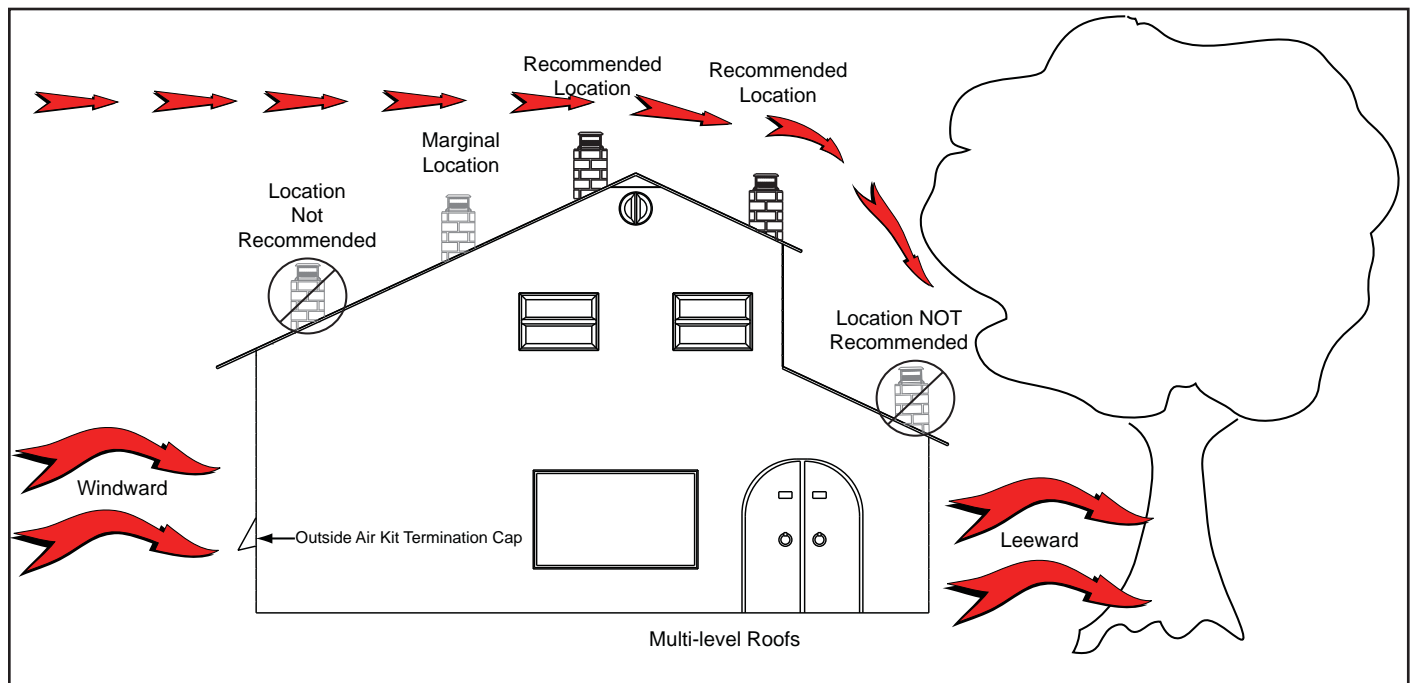 Recommended
Location
Recommended
Location
Marginal
Location
Location
Not
Recommended
Location NOT
Recommended
Windward
Outside Air Kit Termination Cap
Leeward
Multi-level Roofs